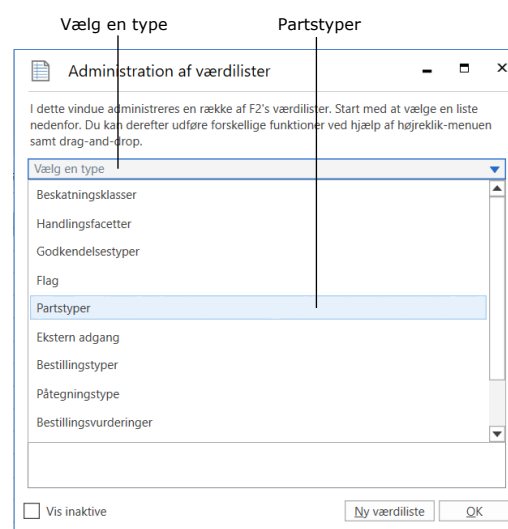 Vælg en type
Partstyper
Administration af værdilister
I dette vindue administreres en række af F2's værdilister. Start med at vælge en liste
nedenfor. Du kan derefter udføre forskellige funktioner ved hjælp af højreklik-menuen
samt drag-and-drop.
Vælg en type
Beskatningsklasser
Handlingsfacetter
Godkendelsestyper
Flag
Partstyper
Ekstern adgang
Bestillingstyper
Påtegningstype
Bestillingsvurderinger
Vis inaktive
Ny værdiliste
OK